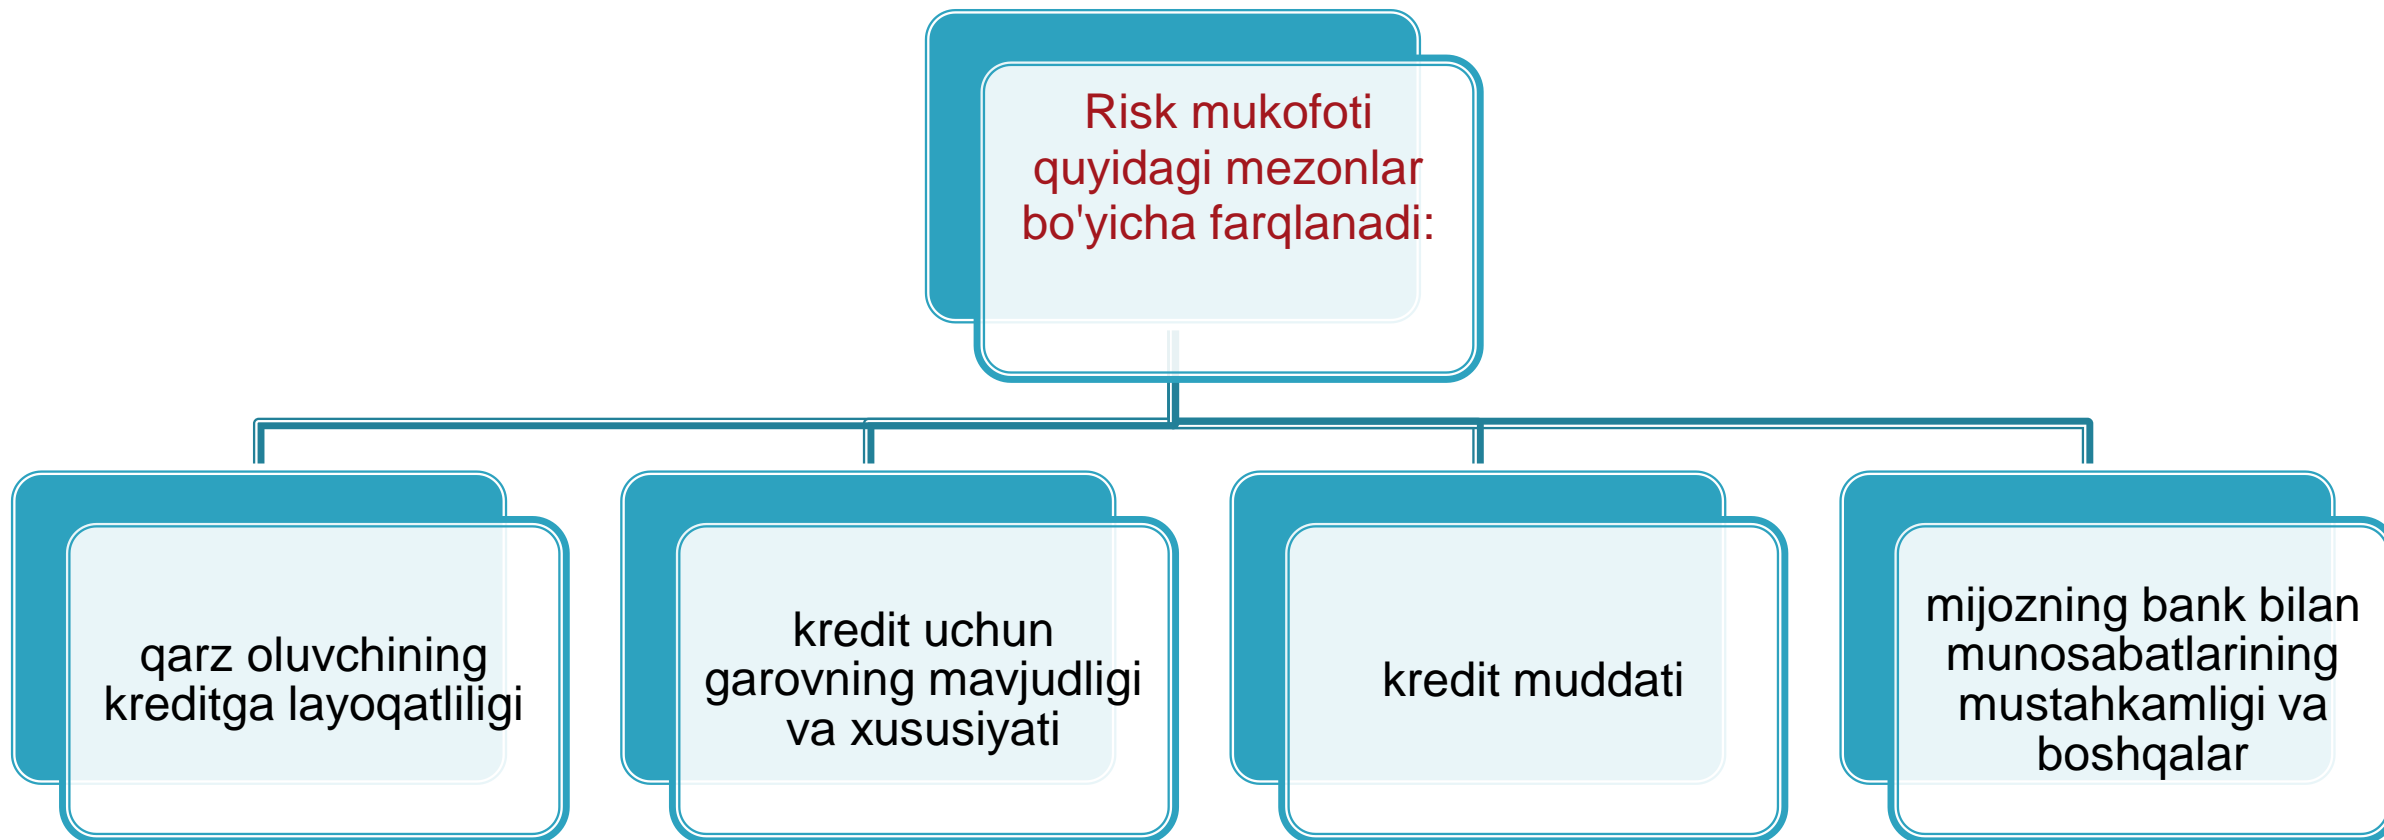 Risk mukofoti
quyidagi mezonlar
bo'yicha farqlanadi:
qarz oluvchining
kreditga layoqatliligi
kredit uchun
garovning mavjudligi
va xususiyati
kredit muddati
mijozning bank bilan
munosabatlarining
mustahkamligi va
boshqalar